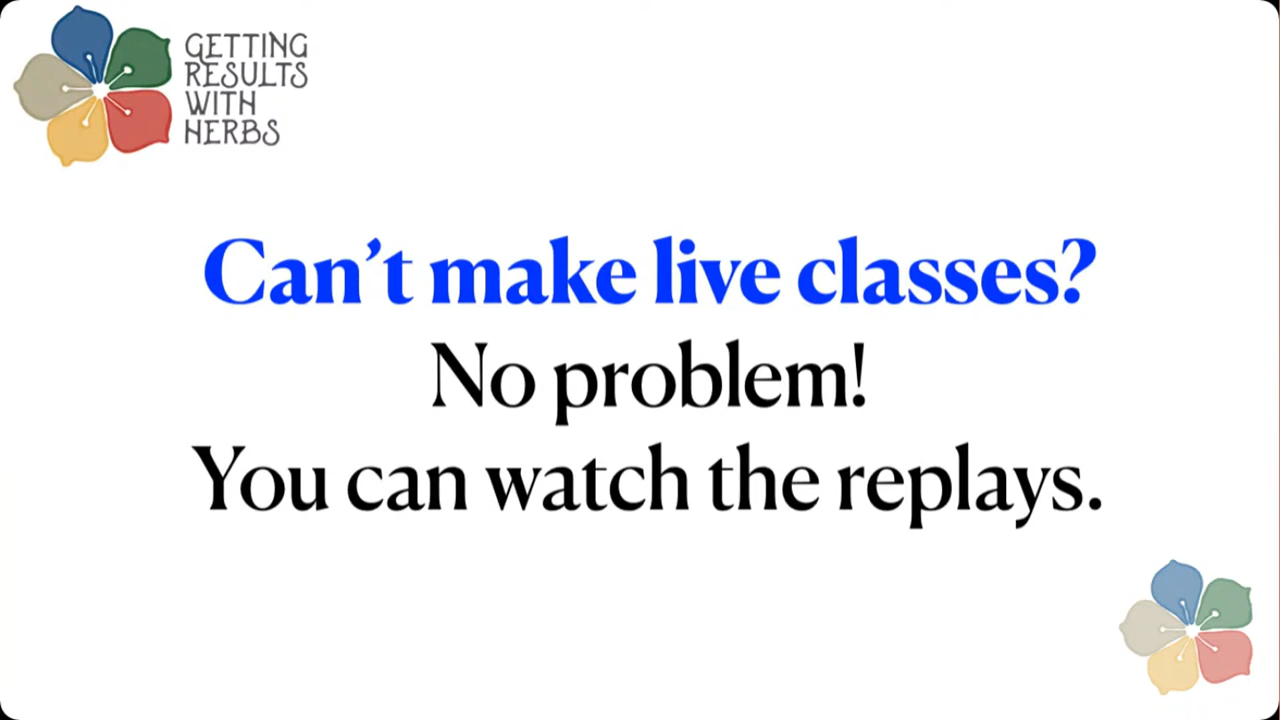 GETTING
RESULTS
WITH
HERBS
Can’t make live classes?
No problem!
You can watch the replays.